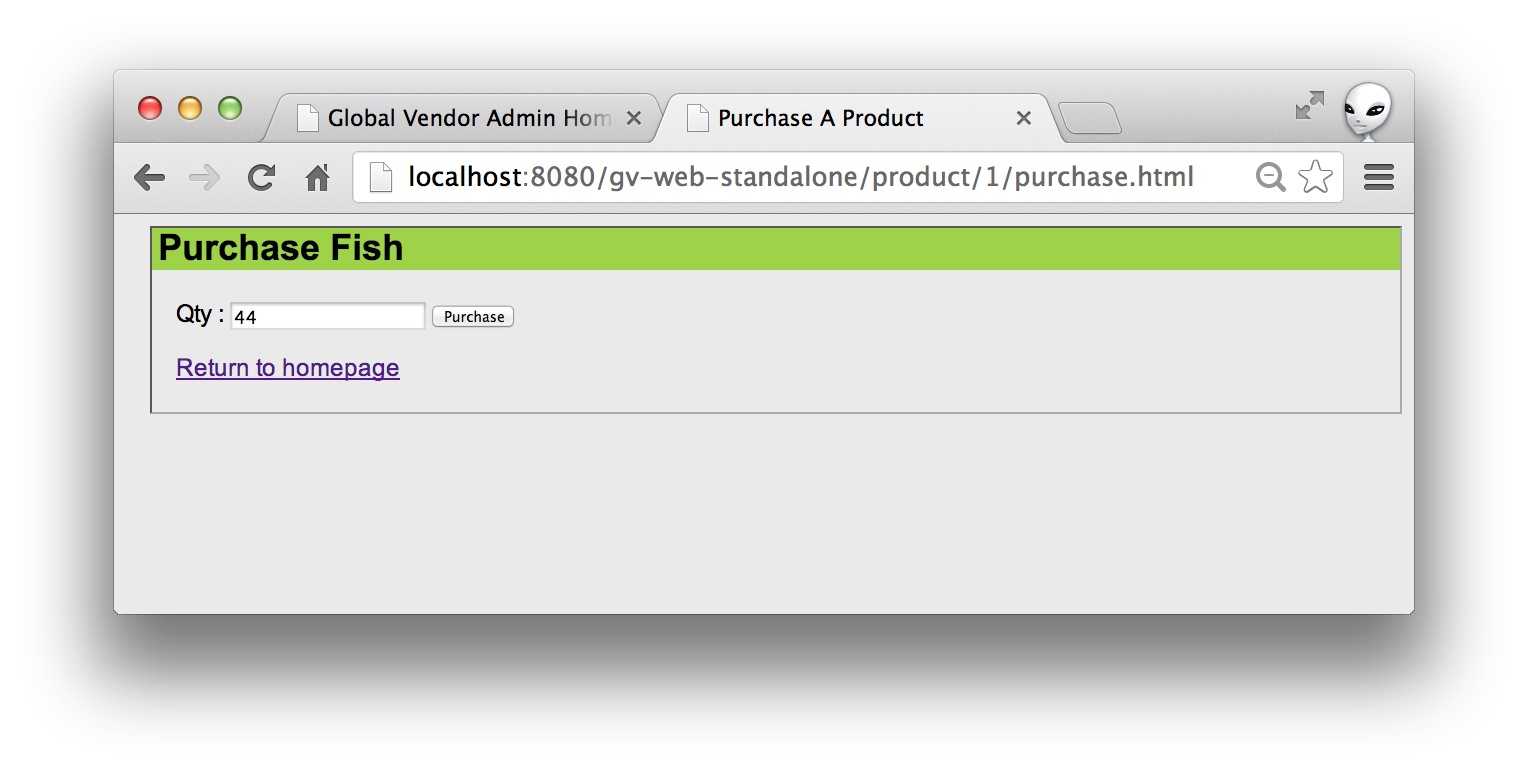 Global Vendor Admin Hom
Purchase A Product
localhost:8080/gv-web-standalone/product/1/purchase.html
Purchase Fish
Qty : 44 Purchase
Return to homepage